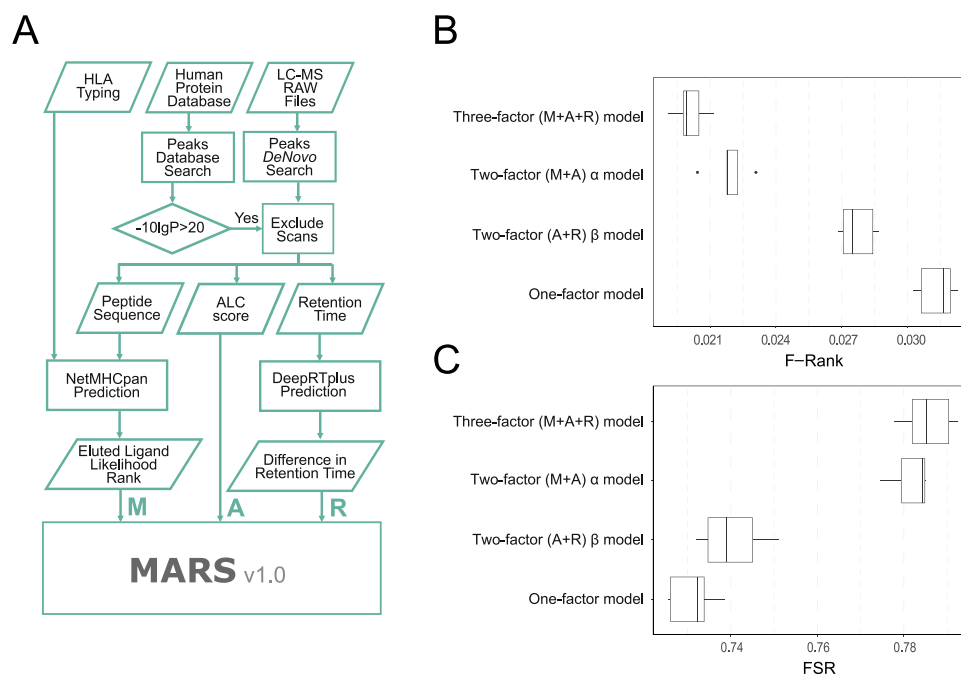 A
HLA
Typing
Human
Protein
Database
LC-MS
RAW
Files
Peaks
Database
Search
Peaks
DeNovo
Search
-10lgP>20
Yes
Exclude
Scans
Peptide
Sequence
ALC
score
Retention
Time
NetMHCpan
Prediction
DeepRTplus
Prediction
Eluted Ligand
Likelihood
Rank
Difference in
Retention Time
M
A
R
MARS v1.0
B
Three-factor (M+A+R) model
Two-factor (M+A) α model
Two-factor (A+R) β model
One-factor model
0.021
0.024
0.027
0.030
F−Rank
C
Three-factor (M+A+R) model
Two-factor (M+A) α model
Two-factor (A+R) β model
One-factor model
0.74
0.76
0.78
FSR